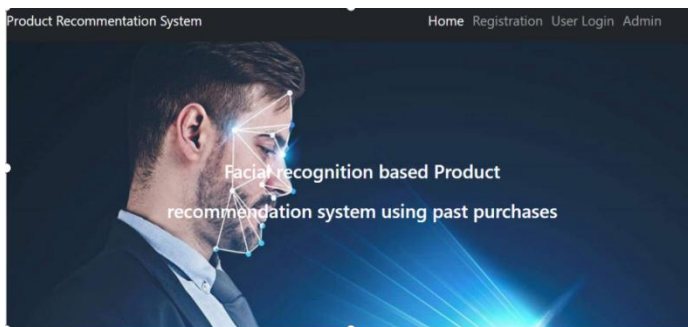 Product Recommentation System
Home Registration User Login Admin
Facial recognition based Product
recommendation system using past purchases